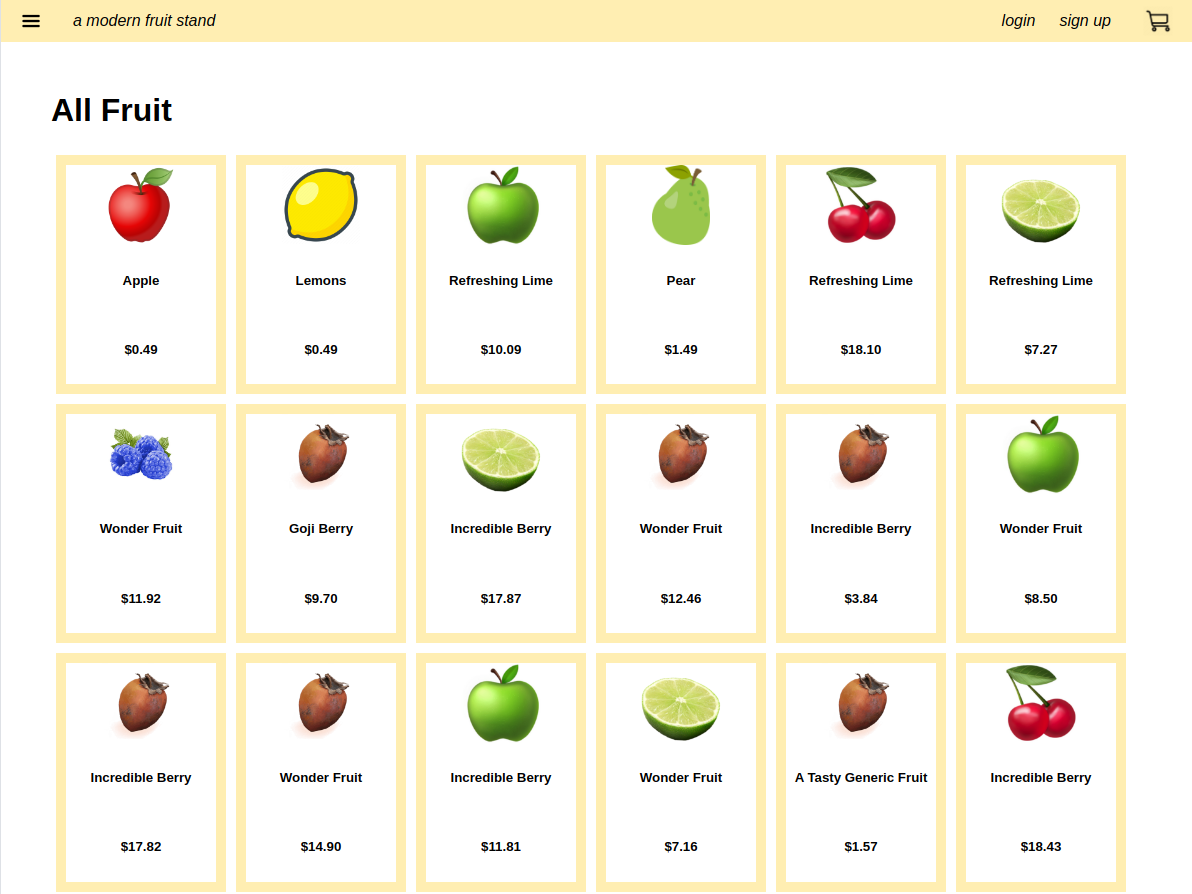 a modern fruit stand login sign up
All Fruit
Apple Lemons Refreshing Lime Pear Refreshing Lime Refreshing Lime
$0.49 $0.49 $10.09 $1.49 $18.10 $7.27
Wonder Fruit Goji Berry Incredible Berry Wonder Fruit Incredible Berry Wonder Fruit
$11.92 $9.70 $17.87 $12.46 $3.84 $8.50
Incredible Berry Wonder Fruit Incredible Berry Wonder Fruit A Tasty Generic Fruit Incredible Berry
$17.82 $14.90 $11.81 $7.16 $1.57 $18.43